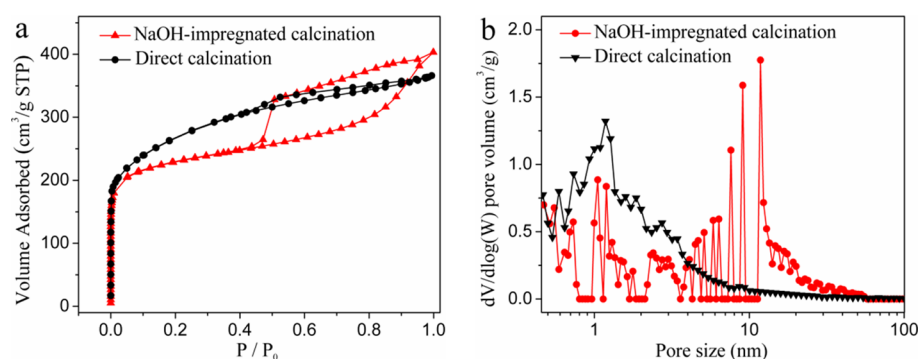 a
NaOH-impregnated calcination
Direct calcination
Volume Adsorbed (cm³/g STP)
400
300
200
100
0
0.0 0.2 0.4 0.6 0.8 1.0
P / P₀
b
NaOH-impregnated calcination
Direct calcination
dV/dlog(W) pore volume (cm³/g)
2.0
1.5
1.0
0.5
0.0
1 10 100
Pore size (nm)